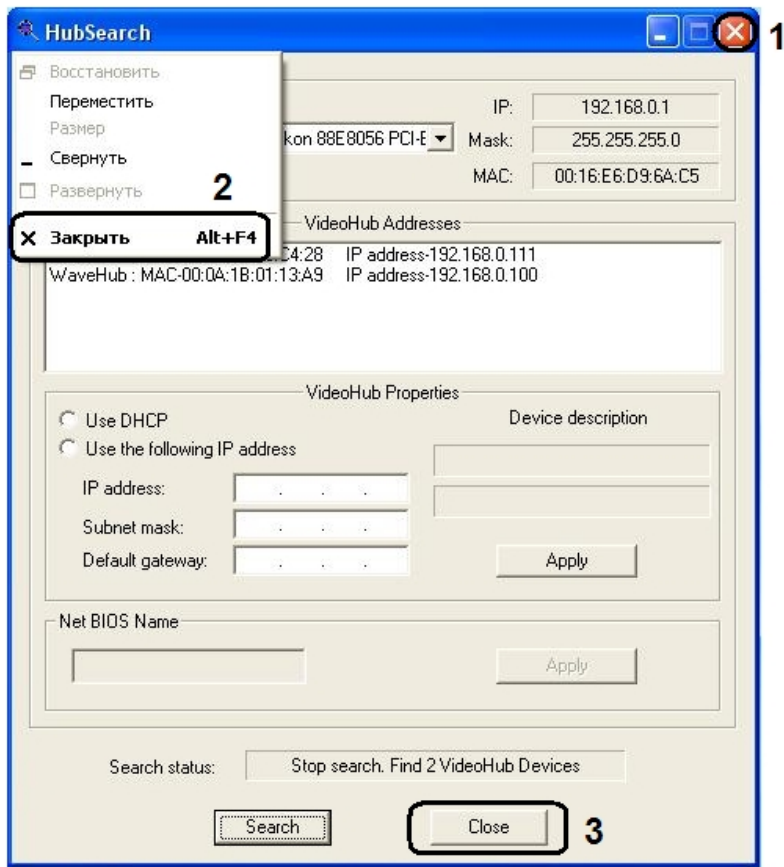 HubSearch
1
Восстановить
Переместить
Размер
Свернуть
Развернуть
2
Закрыть Alt+F4
kon 88E8056 PCI-E
IP: 192.168.0.1
Mask: 255.255.255.0
MAC: 00:16:E6:D9:6A:C5
VideoHub Addresses
C4:28 IP address-192.168.0.111
WaveHub : MAC-00:0A:1B:01:13:A9 IP address-192.168.0.100
VideoHub Properties
Use DHCP
Device description
Use the following IP address
IP address:
Subnet mask:
Default gateway:
Apply
Net BIOS Name
Apply
Search status: Stop search. Find 2 VideoHub Devices
Search
Close
3